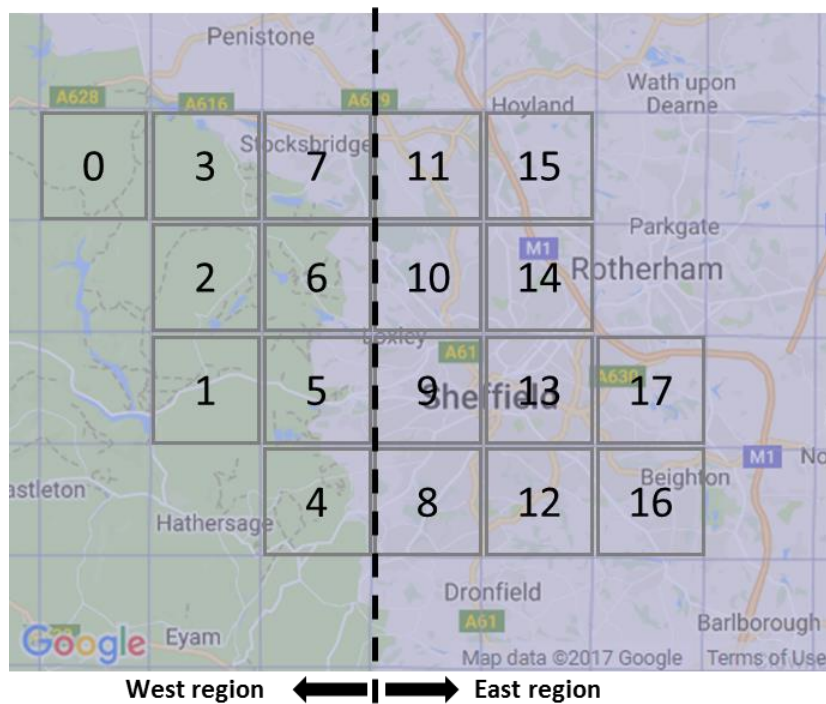 Penistone
Wath upon
Dearne
A628
A616
Hoyland
Stocksbridge
0
3
7
11
15
Parkgate
M1
Rotherham
2
6
10
14
A61
Sheffield
A630
1
5
9
13
17
M1
No
Beighton
astleton
4
8
12
16
Hathersage
Dronfield
A61
Barlborough
Google
Eyam
Map data ©2017 Google
Terms of Use
West region
East region